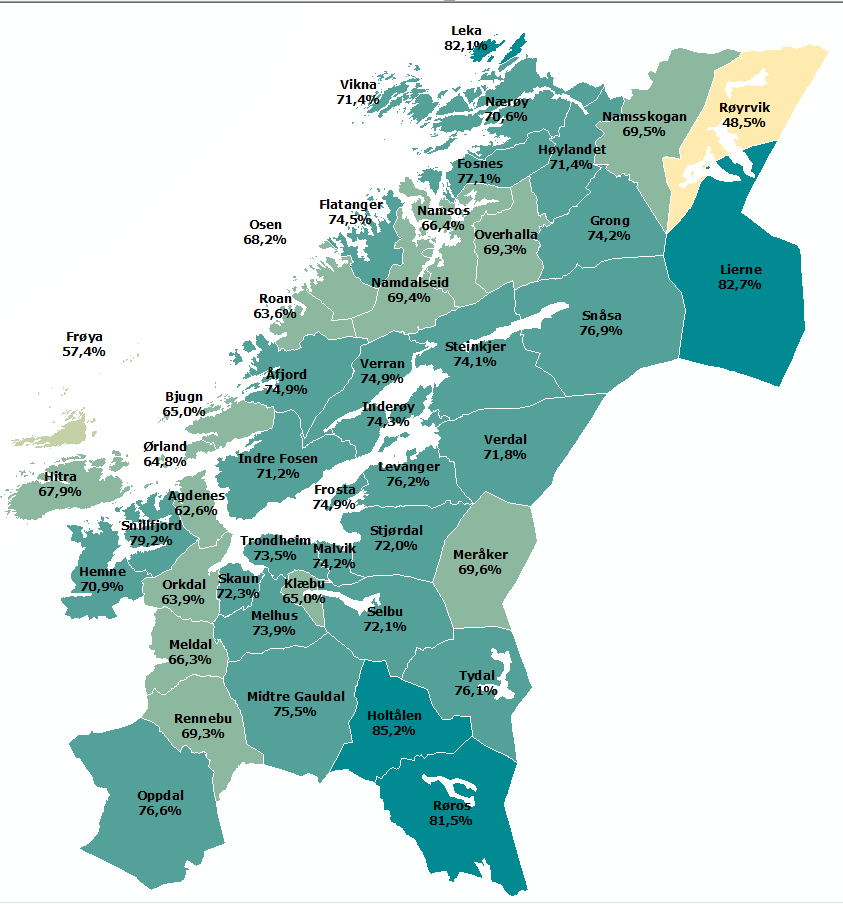 Leka
82,1%
Vikna
71,4%
Nærøy
70,6%
Namsskogan
69,5%
Røyrvik
48,5%
Høylandet
71,4%
Fosnes
77,1%
Flatanger
74,5%
Namsos
66,4%
Osen
68,2%
Overhalla
69,3%
Grong
74,2%
Lierne
82,7%
Namdalseid
69,4%
Roan
63,6%
Snåsa
76,9%
Frøya
57,4%
Steinkjer
74,1%
Verran
74,9%
Åfjord
74,9%
Bjugn
65,0%
Inderøy
74,3%
Ørland
64,8%
Verdal
71,8%
Indre Fosen
71,2%
Levanger
76,2%
Hitra
67,9%
Frosta
74,9%
Agdenes
62,6%
Snillfjord
79,2%
Stjørdal
72,0%
Trondheim
73,5%
Malvik
74,2%
Meråker
69,6%
Hemne
70,9%
Orkdal
63,9%
Skaun
72,3%
Klæbu
65,0%
Melhus
73,9%
Selbu
72,1%
Meldal
66,3%
Tydal
76,1%
Midtre Gauldal
75,5%
Holtålen
85,2%
Rennebu
69,3%
Oppdal
76,6%
Røros
81,5%